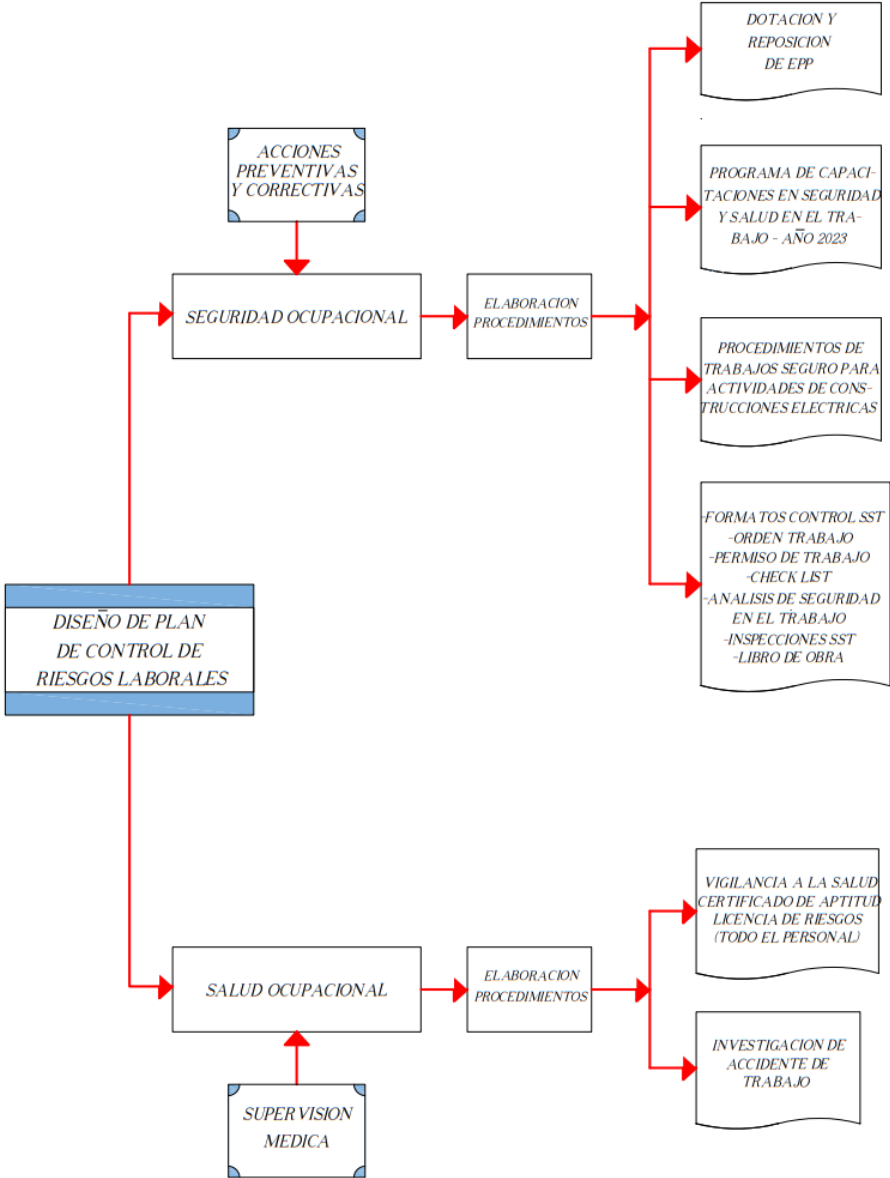 DOTACION Y
REPOSICION
DE EPP
ACCIONES
PREVENTIVAS
Y CORRECTIVAS
PROGRAMA DE CAPACI-
TACIONES EN SEGURIDAD
Y SALUD EN EL TRA-
BAJO - AÑO 2023
SEGURIDAD OCUPACIONAL
ELABORACION
PROCEDIMIENTOS
PROCEDIMIENTOS DE
TRABAJOS SEGURO PARA
ACTIVIDADES DE CONS-
TRUCCIONES ELECTRICAS
-FORMATOS CONTROL SST
-ORDEN TRABAJO
-PERMISO DE TRABAJO
-CHECK LIST
-ANALISIS DE SEGURIDAD
EN EL TRABAJO
-INSPECCIONES SST
-LIBRO DE OBRA
DISEÑO DE PLAN
DE CONTROL DE
RIESGOS LABORALES
VIGILANCIA A LA SALUD
CERTIFICADO DE APTITUD
LICENCIA DE RIESGOS
(TODO EL PERSONAL)
SALUD OCUPACIONAL
ELABORACION
PROCEDIMIENTOS
INVESTIGACION DE
ACCIDENTE DE
TRABAJO
SUPERVISION
MEDICA